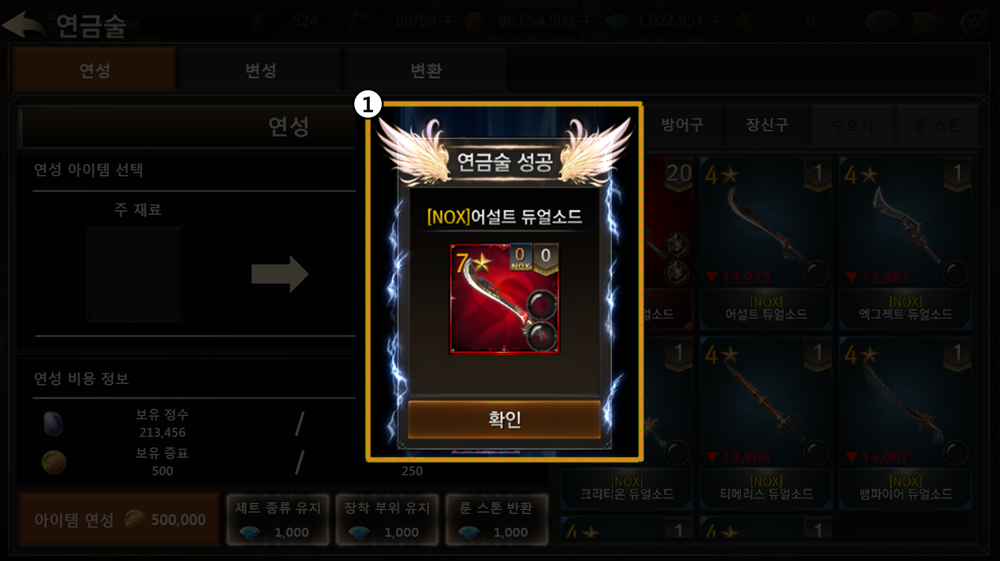 연금술
524
99/99
96,654,500
1,022,951
0
연성
변성
변환
1
연성
방어구
장신구
수호석
룬 스톤
연금술 성공
연성 아이템 선택
주 재료
[NOX]어설트 듀얼소드
7
0
NOX
0
20
4
1
4
1
13,923
13,881
얼소드
[NOX]
어설트 듀얼소드
[NOX]
엑그젝트 듀얼소드
1
4
1
4
1
연성 비용 정보
보유 정수
213,456
/
확인
보유 증표
500
/
250
13,966
14,007
[NOX]
크리티온 듀얼소드
[NOX]
티메리스 듀얼소드
[NOX]
뱀파이어 듀얼소드
아이템 연성
500,000
세트 종류 유지
1,000
장착 부위 유지
1,000
룬 스톤 반환
1,000
4
1
4
1